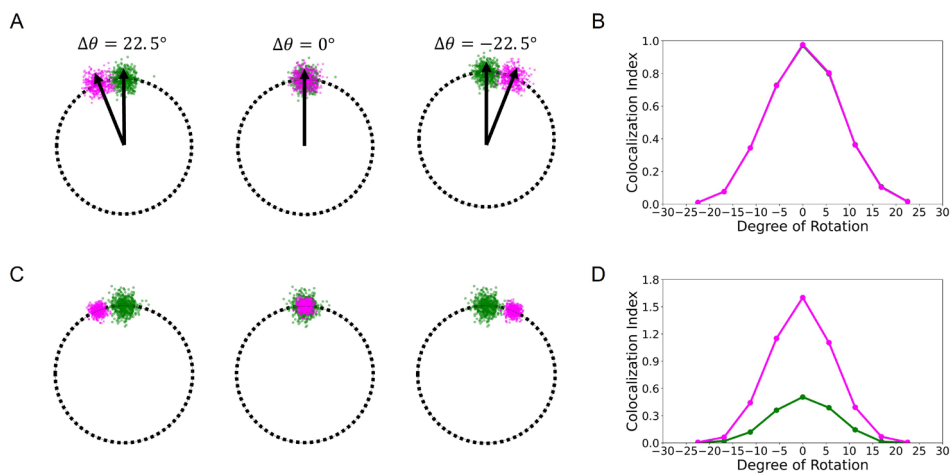 A
Δθ = 22.5°
Δθ = 0°
Δθ = −22.5°
B
Colocalization Index
1.0
0.8
0.6
0.4
0.2
0.0
−30−25−20−15−10 −5 0 5 10 15 20 25 30
Degree of Rotation
C
D
Colocalization Index
1.8
1.5
1.2
0.9
0.6
0.3
0.0
−30−25−20−15−10 −5 0 5 10 15 20 25 30
Degree of Rotation